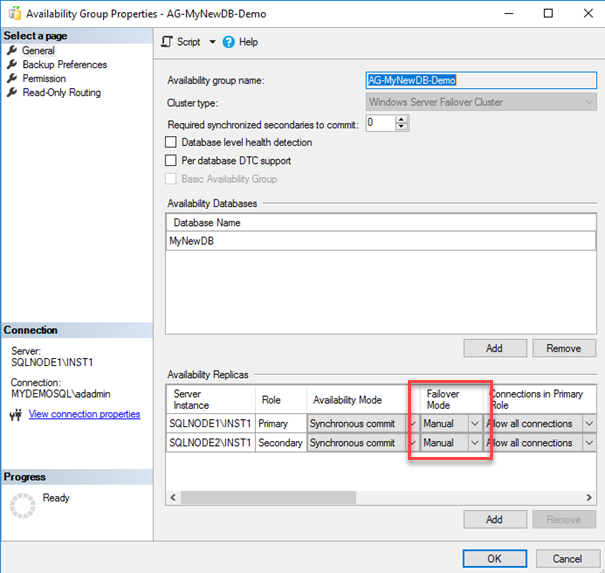 Availability Group Properties - AG-MyNewDB-Demo
Select a page
General
Backup Preferences
Permission
Read-Only Routing
Script
Help
Availability group name:
AG-MyNewDB-Demo
Cluster type:
Windows Server Failover Cluster
Required synchronized secondaries to commit:
0
Database level health detection
Per database DTC support
Basic Availability Group
Availability Databases
Database Name
MyNewDB
Add
Remove
Connection
Server:
SQLNODE1\INST1
Connection:
MYDEMOSQL\adadmin
View connection properties
Availability Replicas
Server Instance Role Availability Mode Failover Mode Connections in Primary Role
SQLNODE1\INST1 Primary Synchronous commit Manual Allow all connections
SQLNODE2\INST1 Secondary Synchronous commit Manual Allow all connections
Progress
Ready
Add
Remove
OK
Cancel